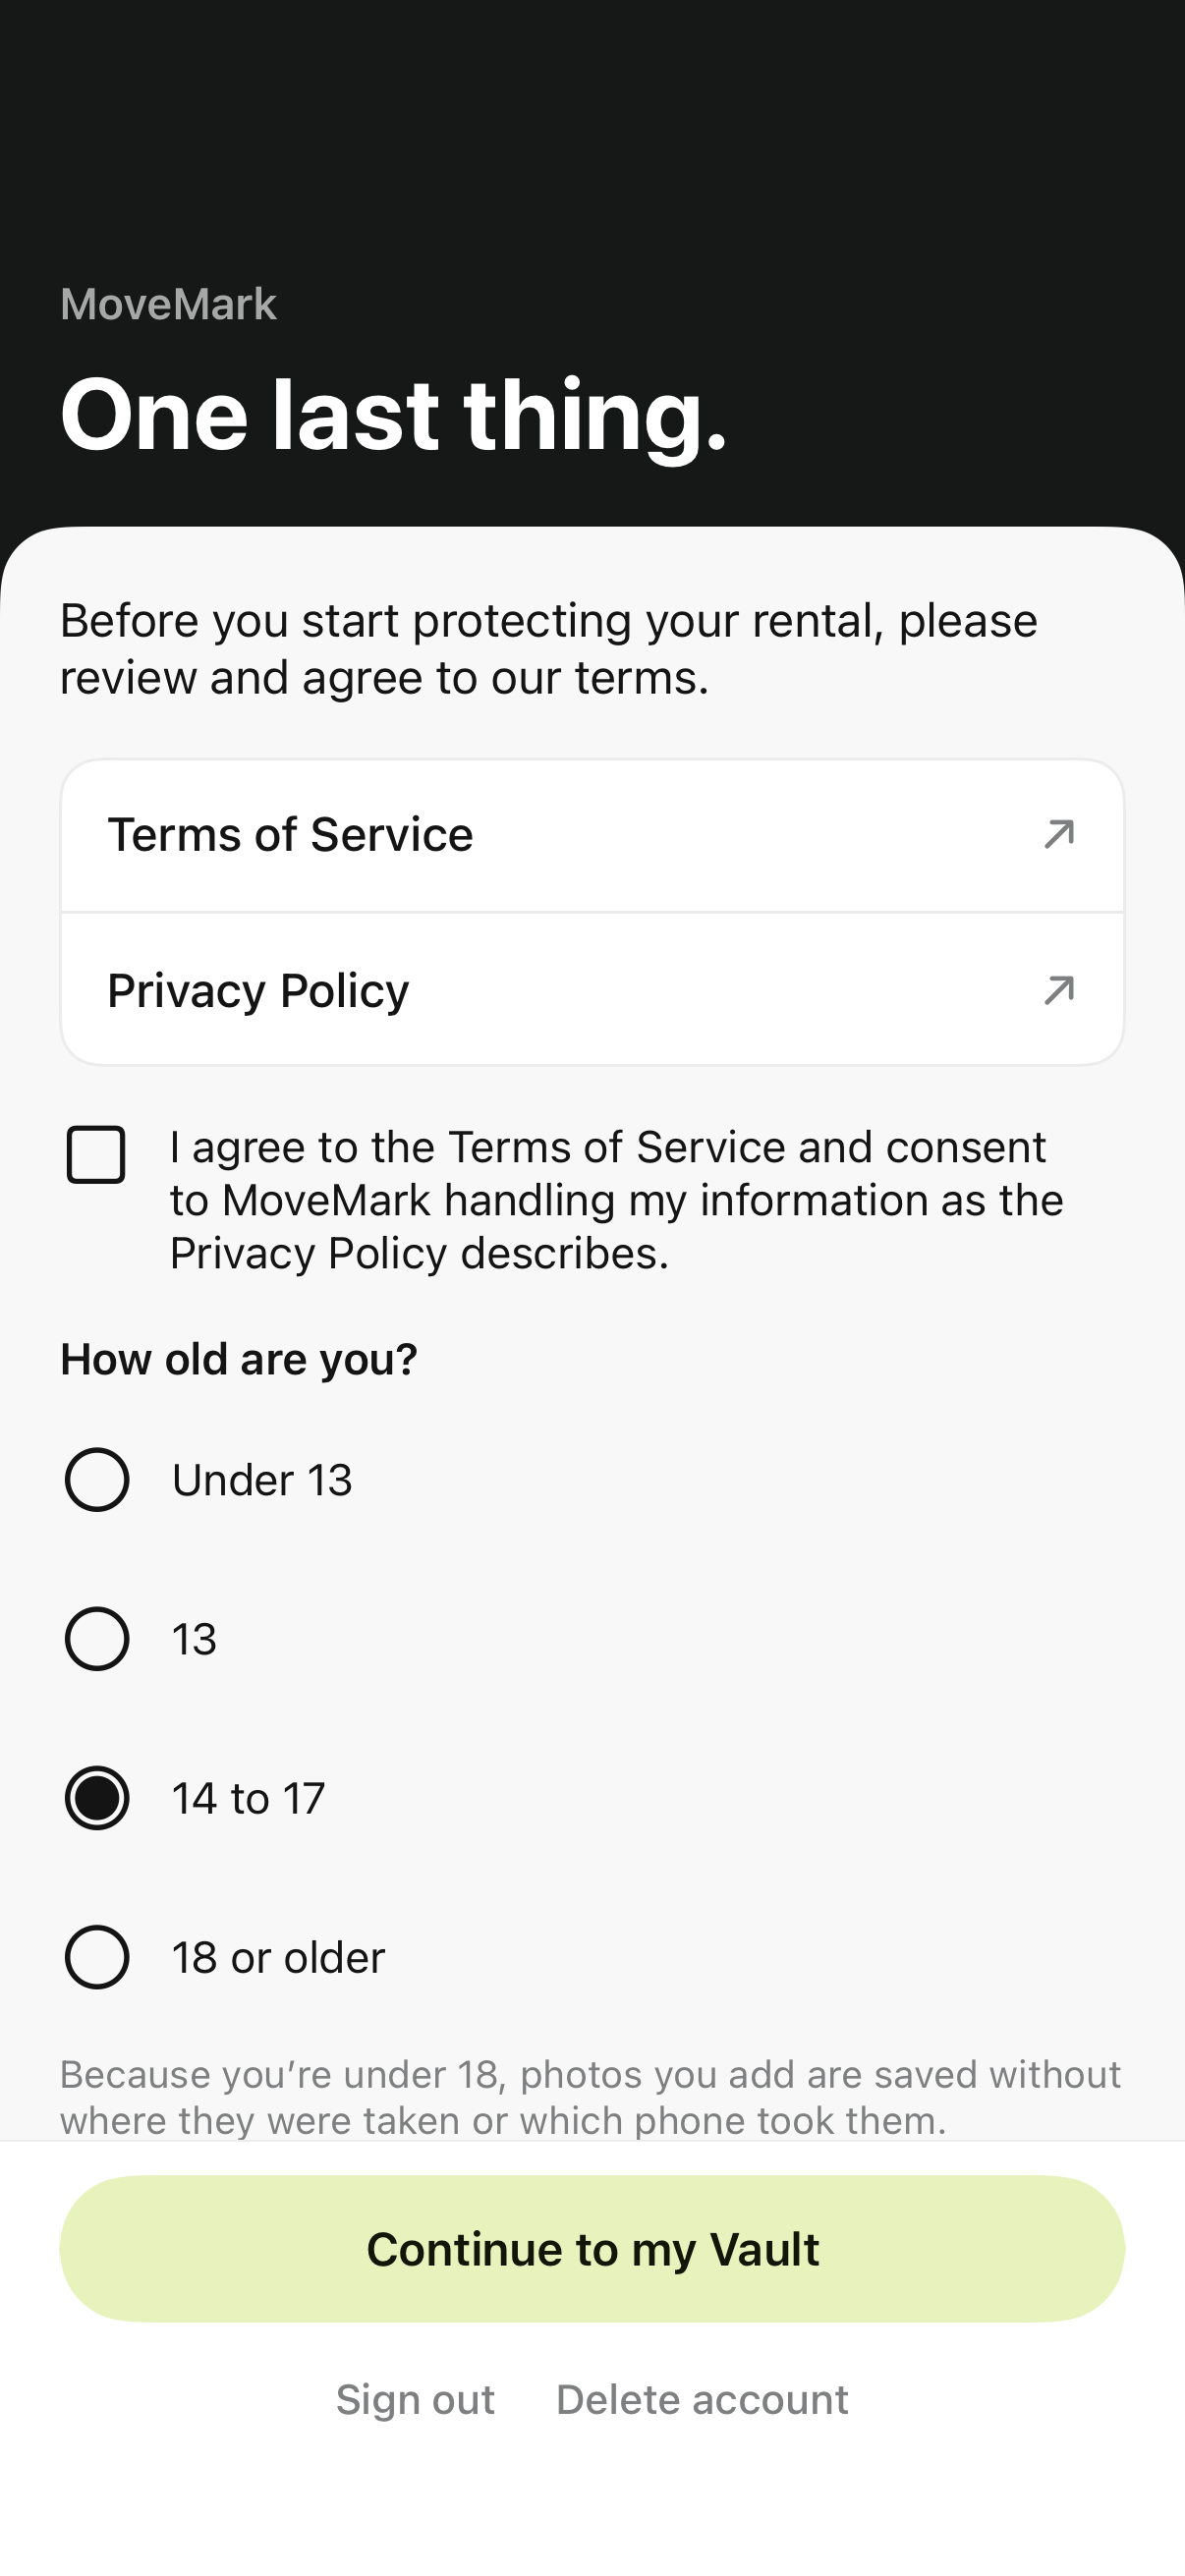 MoveMark
One last thing.
Before you start protecting your rental, please
review and agree to our terms.
Terms of Service
Privacy Policy
I agree to the Terms of Service and consent
to MoveMark handling my information as the
Privacy Policy describes.
How old are you?
Under 13
13
14 to 17
18 or older
Because you’re under 18, photos you add are saved without
where they were taken or which phone took them.
Continue to my Vault
Sign out Delete account